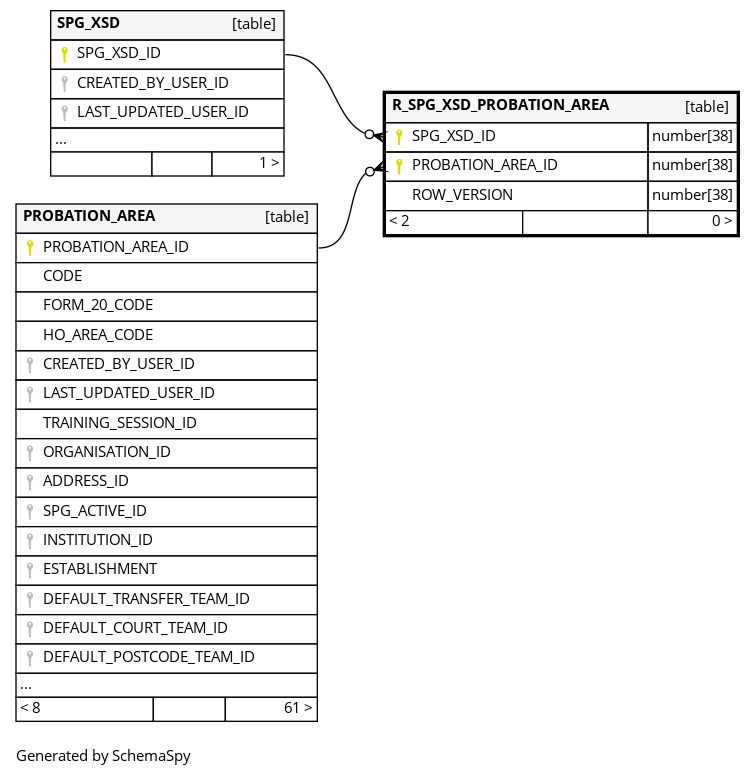 SPG_XSD [table]
SPG_XSD_ID
CREATED_BY_USER_ID
LAST_UPDATED_USER_ID
...
1 >
R_SPG_XSD_PROBATION_AREA [table]
SPG_XSD_ID number[38]
PROBATION_AREA_ID number[38]
ROW_VERSION number[38]
< 2 0 >
PROBATION_AREA [table]
PROBATION_AREA_ID
CODE
FORM_20_CODE
HO_AREA_CODE
CREATED_BY_USER_ID
LAST_UPDATED_USER_ID
TRAINING_SESSION_ID
ORGANISATION_ID
ADDRESS_ID
SPG_ACTIVE_ID
INSTITUTION_ID
ESTABLISHMENT
DEFAULT_TRANSFER_TEAM_ID
DEFAULT_COURT_TEAM_ID
DEFAULT_POSTCODE_TEAM_ID
...
< 8 61 >
Generated by SchemaSpy